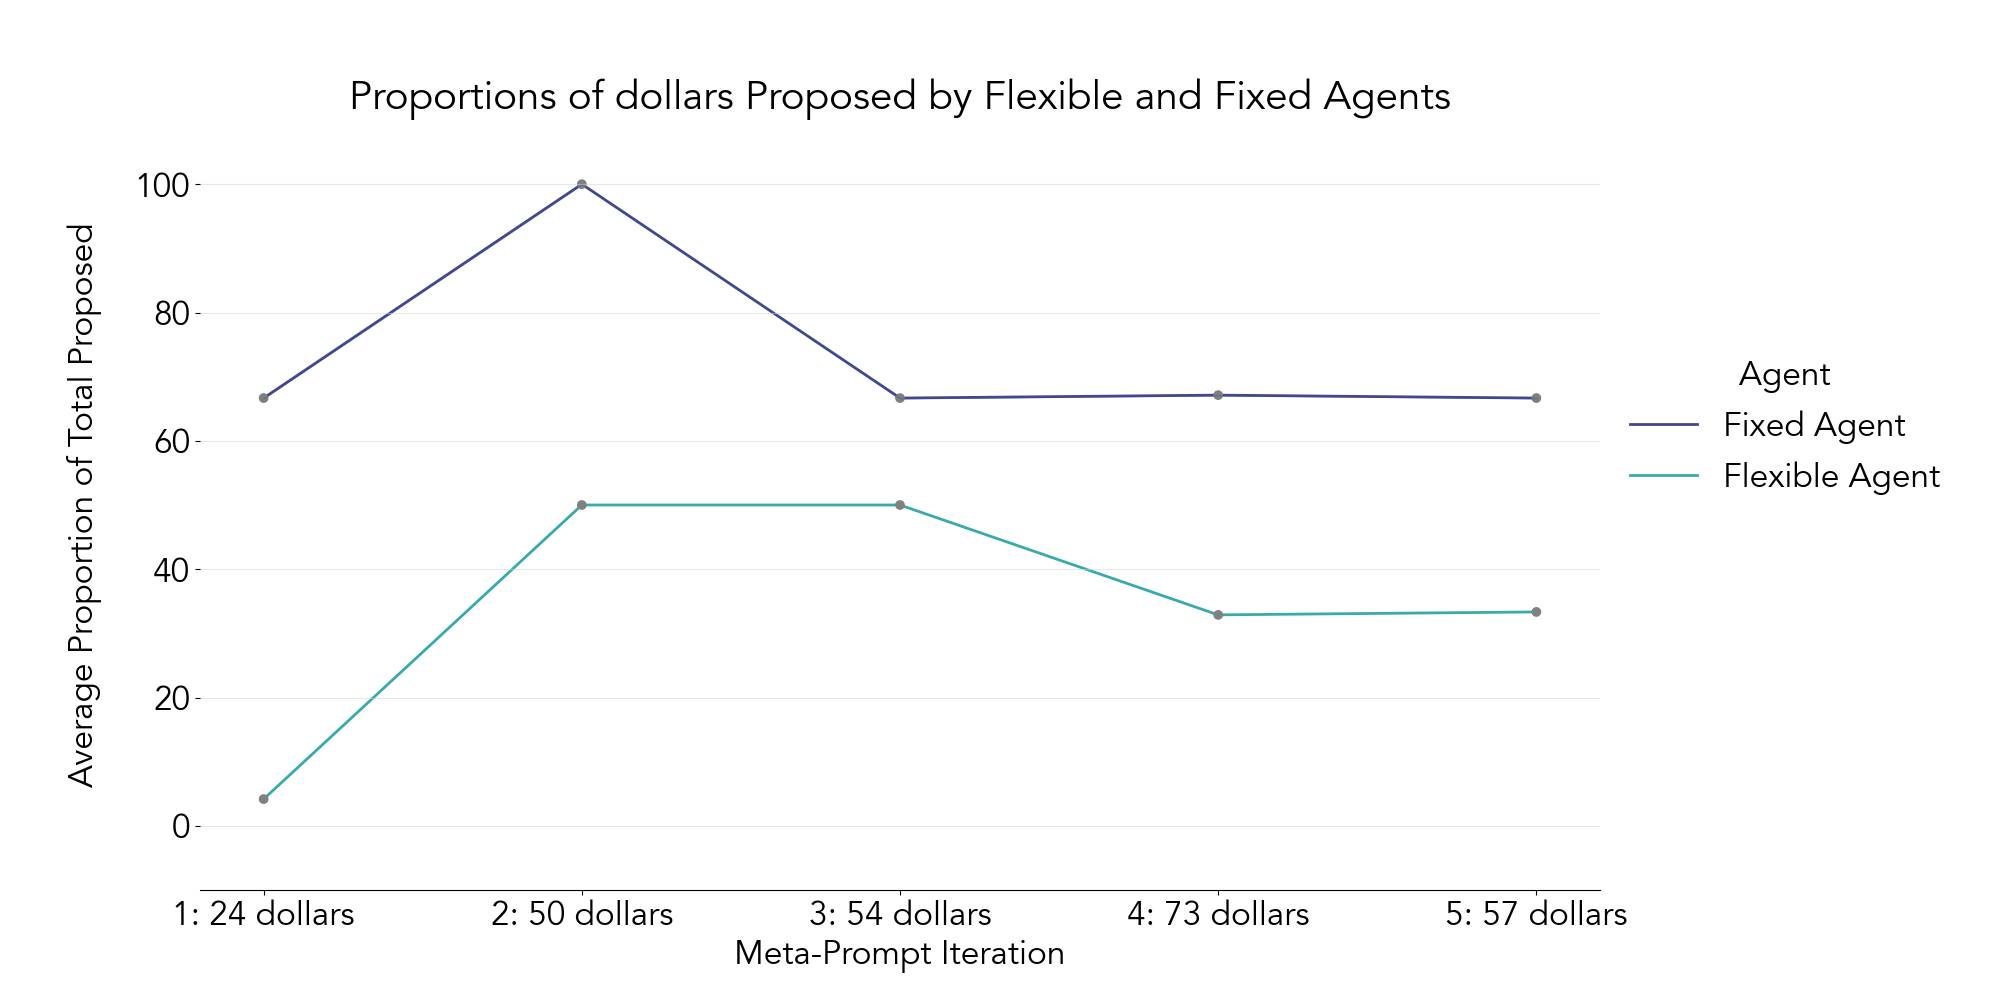 Proportions of dollars Proposed by Flexible and Fixed Agents
Average Proportion of Total Proposed
100
80
60
40
20
0
1: 24 dollars
2: 50 dollars
3: 54 dollars
4: 73 dollars
5: 57 dollars
Meta-Prompt Iteration
Agent
Fixed Agent
Flexible Agent